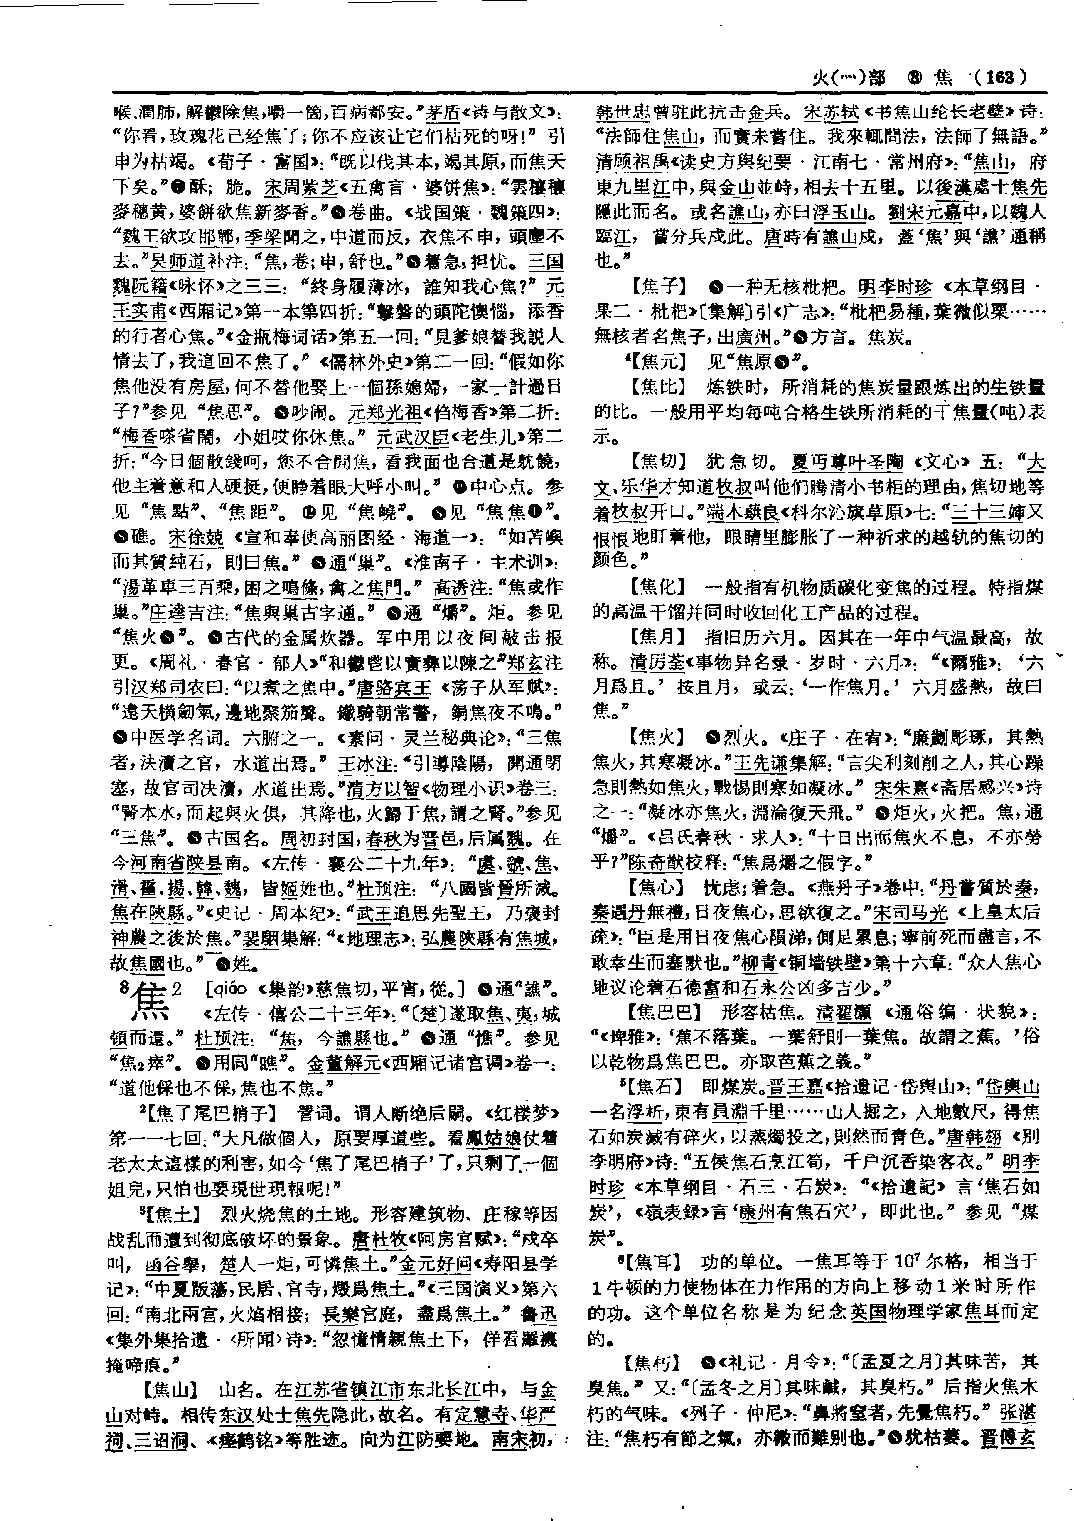 火(灬)部 ⑧ 焦 (163)
喉、潤肺，解鬱除焦，嚼一箇，百病都安。”茅盾《诗与散文》：
“你看，玫瑰花已经焦了；你不应该让它们枯死的呀！” 引
申为枯竭。《荀子·富国》：“既以伐其本，竭其原，而焦天
下矣。”酥；脆。宋周紫芝《五禽言·婆饼焦》：“雲穰穰
麥穗黄，婆餅欲焦新麥香。”卷曲。《战国策·魏策四》：
“魏王欲攻邯鄲，季梁聞之，中道而反，衣焦不申，頭塵不
去。”吴师道补注：“焦，卷；申，舒也。”着急，担忧。三国
魏阮籍《咏怀》之三三：“終身履薄冰，誰知我心焦？” 元
王实甫《西厢记》第一本第四折：“擊磬的頭陀懊惱，添香
的行者心焦。”《金瓶梅词话》第五一回：“見爹娘替我説人
情去了，我這回不焦了。”《儒林外史》第二一回：“假如你
焦他没有房屋，何不替他娶上一個孫媳婦，一家一計過日
子？”参见“焦思”。吵闹。元郑光祖《㑇梅香》第二折：
“梅香嗏省鬧，小姐哎你休焦。” 元武汉臣《老生儿》第二
折：“今日個散錢呵，您不合閙焦，看我面也合道是躭饒，
他主着意和人硬挺，便睁着眼大呼小叫。”中心点。参
见“焦點”、“焦距”。见“焦嶢”。见“焦焦”。
礁。宋徐兢《宣和奉使高丽图经·海道一》：“如苫嶼
而其質純石，則曰焦。”通“巢”。《淮南子·主术训》：
“湯革車三百乘，困之鳴條，禽之焦門。” 高诱注：“焦或作
巢。”庄逵吉注：“焦與巢古字通。”通“爝”。炬。参见
“焦火”。古代的金属炊器。军中用以夜间敲击报
更。《周礼·春官·郁人》“和鬱鬯以實彝以陳之”郑玄注
引汉郑司农曰：“以煮之焦中。”唐骆宾王《荡子从军赋》：
“遠天横劍氣，邊地聚笳聲。鐵騎朝常警，銅焦夜不鳴。”
中医学名词。六腑之一。《素问·灵兰秘典论》：“三焦
者，决瀆之官，水道出焉。” 王冰注：“引導陰陽，開通閉
塞，故官司决瀆，水道出焉。”清方以智《物理小识》卷三：
“腎本水，而起與火俱，其降也，火歸于焦，謂之腎。”参见
“三焦”。古国名。周初封国，春秋为晋邑，后属魏。在
今河南省陕县南。《左传·襄公二十九年》：“虞、虢、焦、
滑、霍、揚、韓、魏，皆姬姓也。”杜预注：“八國皆晉所滅。
焦在陝縣。”《史记·周本纪》：“武王追思先聖王，乃褒封
神農之後於焦。”裴駰集解：“《地理志》：弘農陝縣有焦城，
故焦國也。”姓。
8焦2 [qiáo 《集韵》慈焦切，平宵，從。] 通“譙”。
《左传·僖公二十三年》：“〔楚〕遂取焦、夷，城
頓而還。” 杜预注：“焦，今譙縣也。”通“憔”。参见
“焦2瘁”。用同“瞧”。金董解元《西厢记诸宫调》卷一：
“道他保也不保，焦也不焦。”
2【焦了尾巴梢子】 詈词。谓人断绝后嗣。《红楼梦》
第一一七回：“大凡做個人，原要厚道些。看鳳姑娘仗着
老太太這樣的利害，如今‘焦了尾巴梢子’了，只剩了一個
姐兒，只怕也要現世現報呢！”
3【焦土】 烈火烧焦的土地。形容建筑物、庄稼等因
战乱而遭到彻底破坏的景象。唐杜牧《阿房宫赋》：“戍卒
叫，函谷舉，楚人一炬，可憐焦土。”金元好问《寿阳县学
记》：“中夏版蕩，民居、官寺，燬爲焦土。”《三国演义》第六
回：“南北兩宫，火焰相接；長樂宫庭，盡爲焦土。” 鲁迅
《集外集拾遗·〈所闻〉诗》：“忽憶情親焦土下，佯看羅襪
掩啼痕。”
【焦山】 山名。在江苏省镇江市东北长江中，与金
山对峙。相传东汉处士焦先隐此，故名。有定慧寺、华严
祠、三诏洞、《瘗鹤铭》等胜迹。向为江防要地。南宋初，
韩世忠曾驻此抗击金兵。宋苏轼《书焦山纶长老壁》诗：
“法師住焦山，而實未嘗住。我來輒問法，法師了無語。”
清顾祖禹《读史方舆纪要·江南七·常州府》：“焦山，府
東九里江中，與金山並峙，相去十五里。以後漢處士焦先
隱此而名。或名譙山，亦曰浮玉山。劉宋元嘉中，以魏人
臨江，嘗分兵戍此。唐時有譙山戍，蓋‘焦’與‘譙’通稱
也。”
【焦子】 一种无核枇杷。明李时珍《本草纲目·
果二·枇杷》〔集解〕引《广志》：“枇杷易種，葉微似栗……
無核者名焦子，出廣州。”方言。焦炭。
4【焦元】 见“焦原”。
【焦比】 炼铁时，所消耗的焦炭量跟炼出的生铁量
的比。一般用平均每吨合格生铁所消耗的干焦量(吨)表
示。
【焦切】 犹急切。夏丏尊叶圣陶《文心》五：“大
文、乐华才知道枚叔叫他们腾清小书柜的理由，焦切地等
着枚叔开口。”端木蕻良《科尔沁旗草原》七：“三十三婶又
恨恨地盯着他，眼睛里膨胀了一种祈求的越轨的焦切的
颜色。”
【焦化】 一般指有机物质碳化变焦的过程。特指煤
的高温干馏并同时收回化工产品的过程。
【焦月】 指旧历六月。因其在一年中气温最高，故
称。清厉荃《事物异名录·岁时·六月》：“《爾雅》：‘六
月爲且。’按且月，或云：‘一作焦月。’六月盛熱，故曰
焦。”
【焦火】 烈火。《庄子·在宥》：“廉劌彫琢，其熱
焦火，其寒凝冰。”王先谦集解：“言尖利刻削之人，其心躁
急則熱如焦火，戰惕則寒如凝冰。” 宋朱熹《斋居感兴》诗
之一：“凝冰亦焦火，淵淪復天飛。”炬火，火把。焦，通
“爝”。《吕氏春秋·求人》：“十日出而焦火不息，不亦勞
乎？”陈奇猷校释：“焦爲爝之假字。”
【焦心】 忧虑；着急。《燕丹子》卷中：“丹嘗質於秦，
秦遇丹無禮，日夜焦心，思欲復之。”宋司马光《上皇太后
疏》：“臣是用日夜焦心隕涕，側足累息；寧前死而盡言，不
敢幸生而塞默也。”柳青《铜墙铁壁》第十六章：“众人焦心
地议论着石德富和石永公凶多吉少。”
【焦巴巴】 形容枯焦。清翟灏《通俗编·状貌》：
“《埤雅》：‘蕉不落葉。一葉舒則一葉焦。故謂之蕉。’俗
以乾物爲焦巴巴。亦取芭蕉之義。”
5【焦石】 即煤炭。晋王嘉《拾遗记·岱舆山》：“岱輿山
一名浮析，東有員淵千里……山人掘之，入地數尺，得焦
石如炭滅有碎火，以蒸燭投之，則然而青色。”唐韩翃《别
李明府》诗：“五侯焦石烹江筍，千户沉香染客衣。” 明李
时珍《本草纲目·石三·石炭》：“《拾遺記》言‘焦石如
炭’，《嶺表録》言‘康州有焦石穴’，即此也。”参见“煤
炭”。
6【焦耳】 功的单位。一焦耳等于10⁷尔格，相当于
1牛顿的力使物体在力作用的方向上移动1米时所作
的功。这个单位名称是为纪念英国物理学家焦耳而定
的。
【焦朽】 《礼记·月令》：“〔孟夏之月〕其味苦，其
臭焦。” 又：“〔孟冬之月〕其味鹹，其臭朽。” 后指火焦木
朽的气味。《列子·仲尼》：“鼻將窒者，先覺焦朽。” 张湛
注：“焦朽有節之氣，亦微而難别也。”犹枯萎。晋傅玄